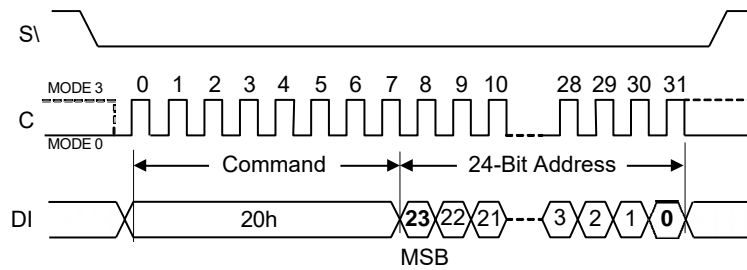 S\
MODE 3
0 1 2 3 4 5 6 7 8 9 10 28 29 30 31
C
MODE 0
Command 24-Bit Address
DI 20h 23 22 21 3 2 1 0
MSB